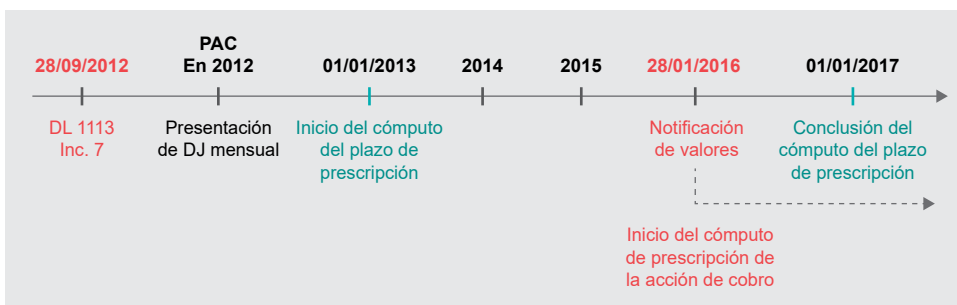 PAC
28/09/2012 En 2012 01/01/2013 2014 2015 28/01/2016 01/01/2017
DL 1113
Inc. 7
Presentación
de DJ mensual
Inicio del cómputo
del plazo de
prescripción
Notificación
de valores
Conclusión del
cómputo del plazo
de prescripción
Inicio del cómputo
de prescripción de
la acción de cobro